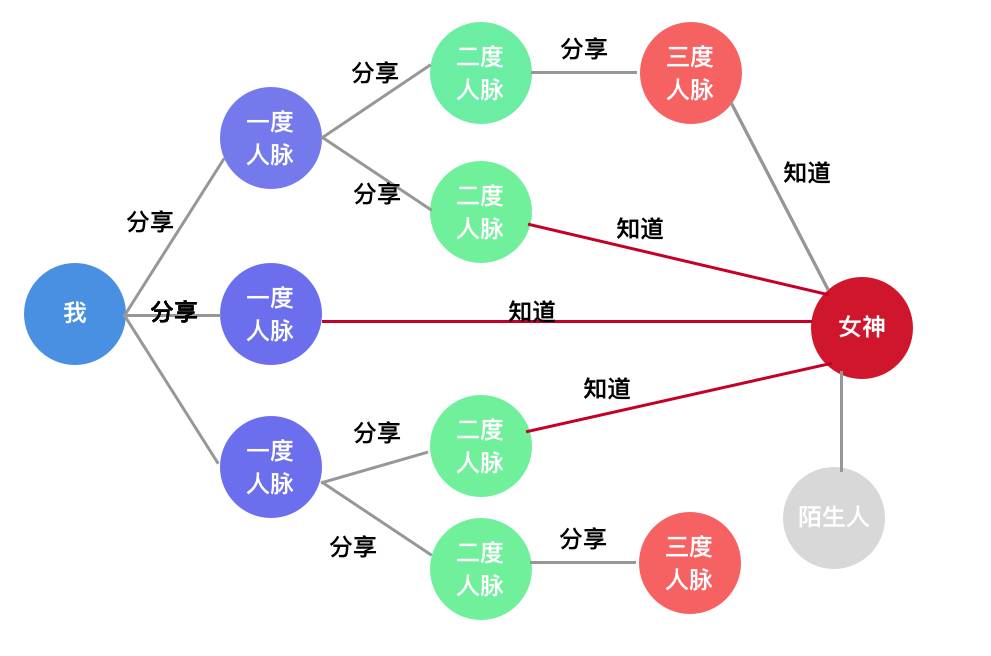 二度
人脉
分享
三度
人脉
分享
一度
人脉
分享
二度
人脉
知道
分享
知道
我
分享
一度
人脉
知道
女神
一度
人脉
分享
二度
人脉
知道
分享
二度
人脉
分享
三度
人脉
陌生人